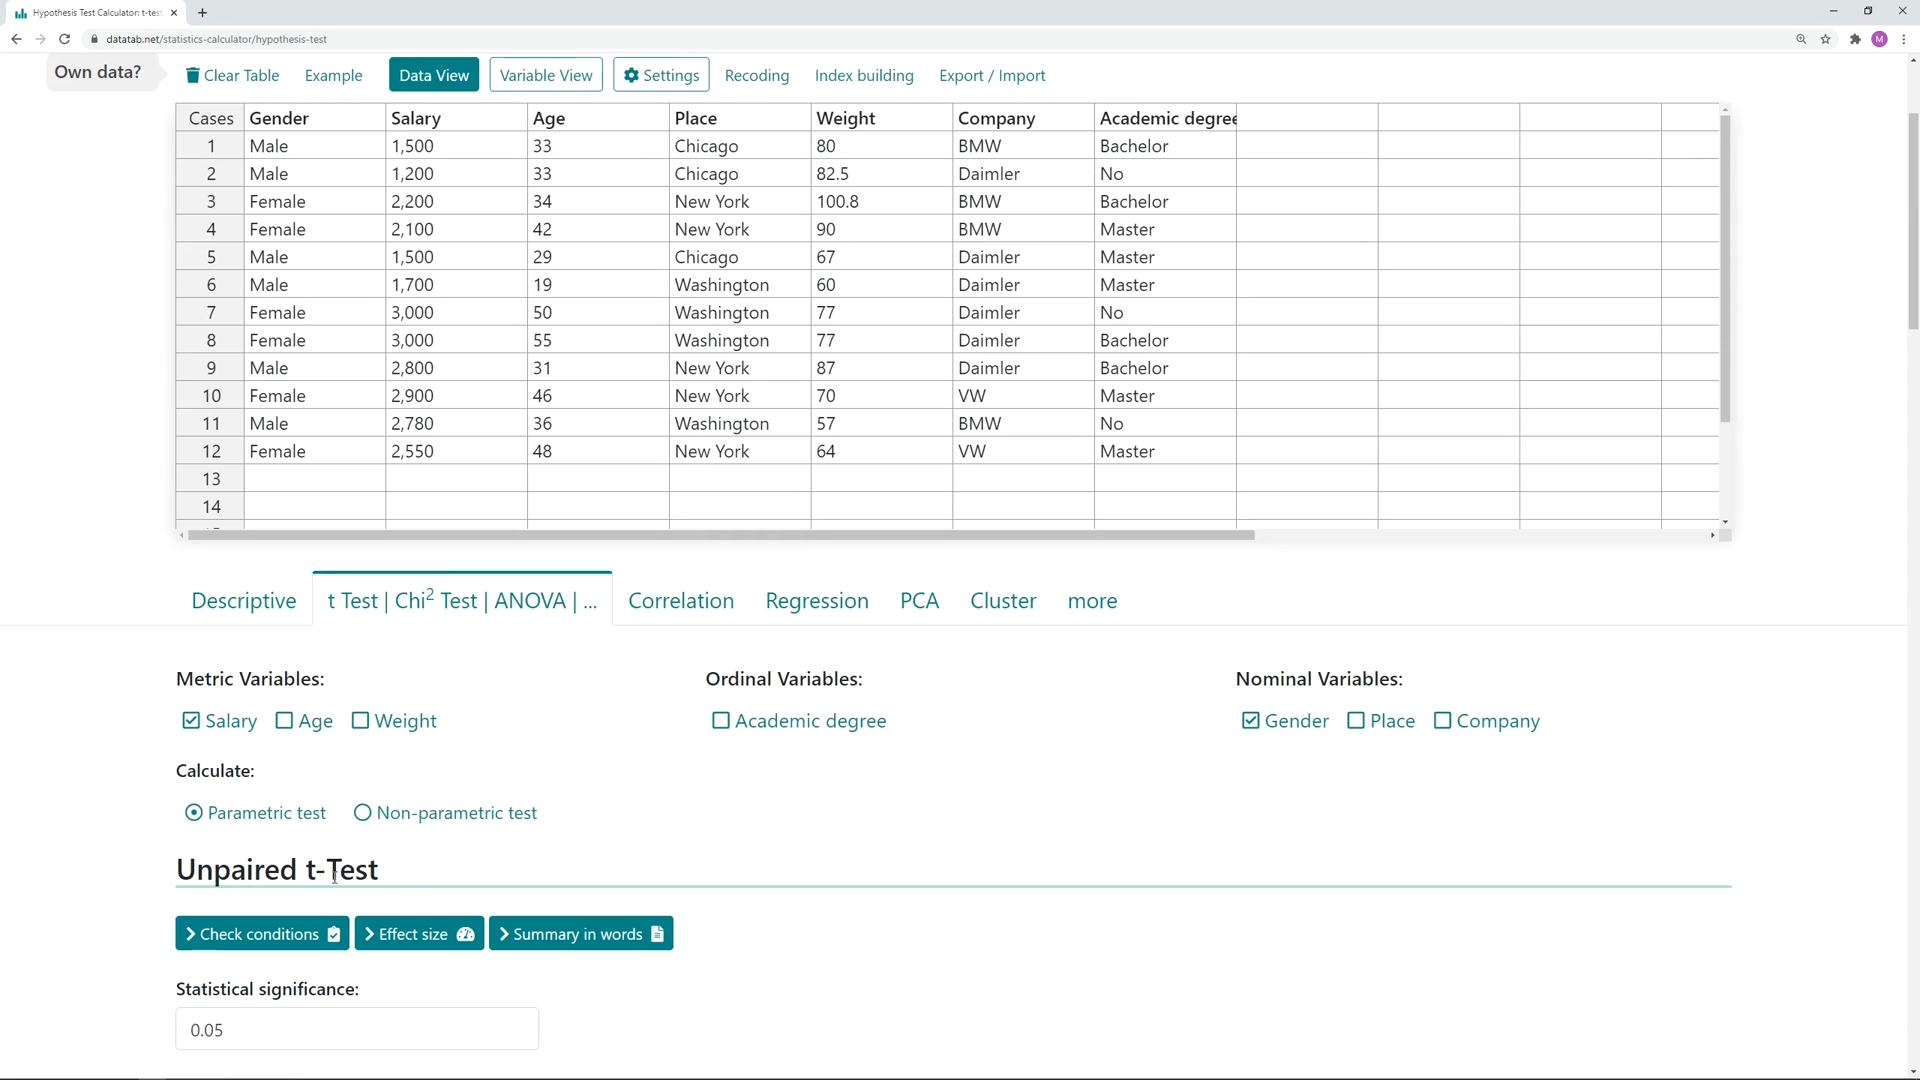 Hypothesis Test Calculator: t-test
datatab.net/statistics-calculator/hypothesis-test
M
Own data?
Clear Table Example Data View Variable View Settings Recoding Index building Export / Import
Cases Gender Salary Age Place Weight Company Academic degree
1 Male 1,500 33 Chicago 80 BMW Bachelor
2 Male 1,200 33 Chicago 82.5 Daimler No
3 Female 2,200 34 New York 100.8 BMW Bachelor
4 Female 2,100 42 New York 90 BMW Master
5 Male 1,500 29 Chicago 67 Daimler Master
6 Male 1,700 19 Washington 60 Daimler Master
7 Female 3,000 50 Washington 77 Daimler No
8 Female 3,000 55 Washington 77 Daimler Bachelor
9 Male 2,800 31 New York 87 Daimler Bachelor
10 Female 2,900 46 New York 70 VW Master
11 Male 2,780 36 Washington 57 BMW No
12 Female 2,550 48 New York 64 VW Master
13
14
Descriptive t Test | Chi² Test | ANOVA | ... Correlation Regression PCA Cluster more
Metric Variables: Ordinal Variables: Nominal Variables:
Salary Age Weight Academic degree Gender Place Company
Calculate:
Parametric test Non-parametric test
Unpaired t-Test
Check conditions Effect size Summary in words
Statistical significance:
0.05